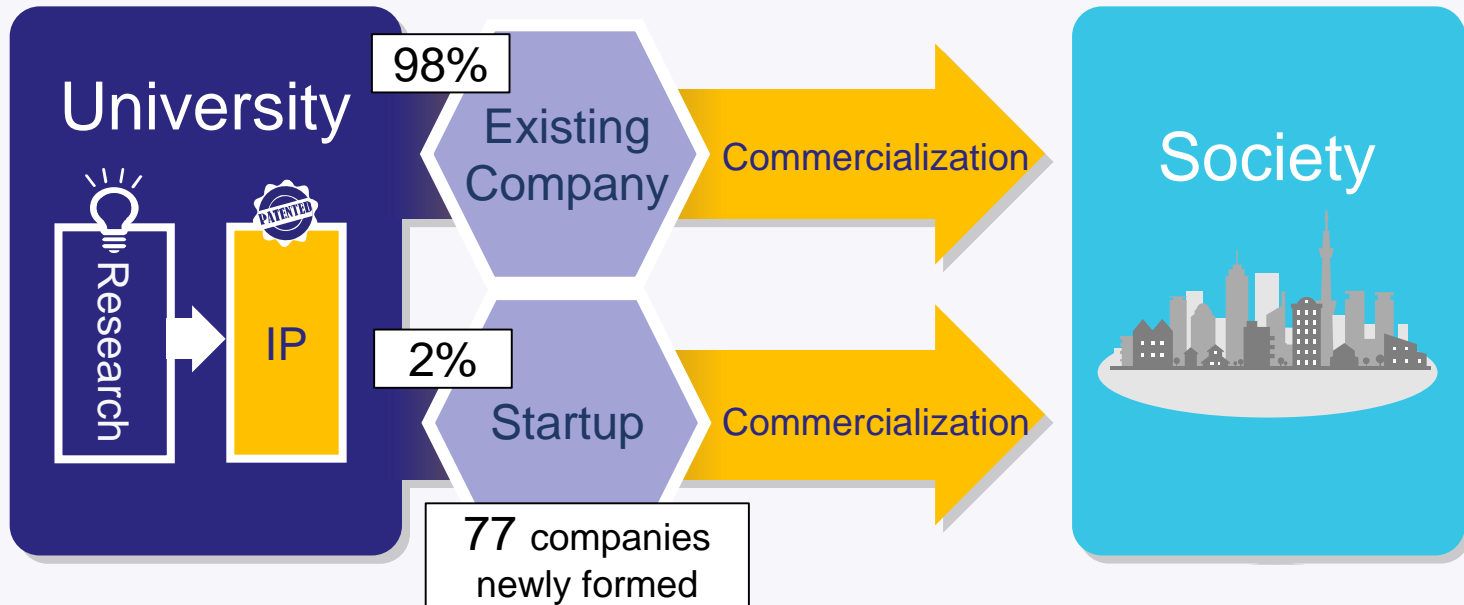 University
Research
PATENTED
IP
98%
Existing
Company
Commercialization
2%
Startup
Commercialization
77 companies
newly formed
Society